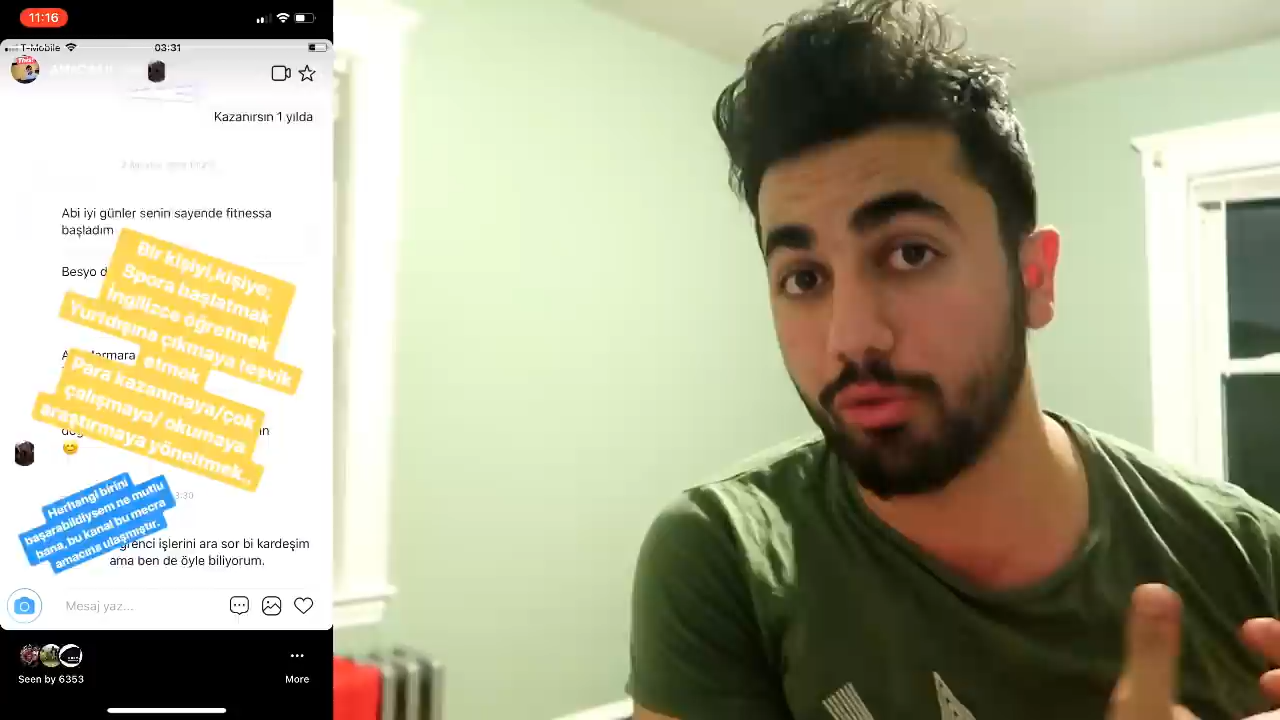 11:16
T-Mobile
03:31
Kazanırsın 1 yılda
Abi iyi günler senin sayende fitnessa
başladım
Besyo d
Bir kişiyi,kişiye;
Spora başlatmak
İngilizce öğretmek
Yurtdışına çıkmaya teşvik
etmek
Para kazanmaya/çok
çalışmaya/ okumaya
araştırmaya yöneltmek..
😊
3:30
Herhangi birini
başarabildiysem ne mutlu
bana, bu kanal bu mecra
amacına ulaşmıştır.
işlerini ara sor bi kardeşim
ama ben de öyle biliyorum.
Mesaj yaz...
Seen by 6353
More